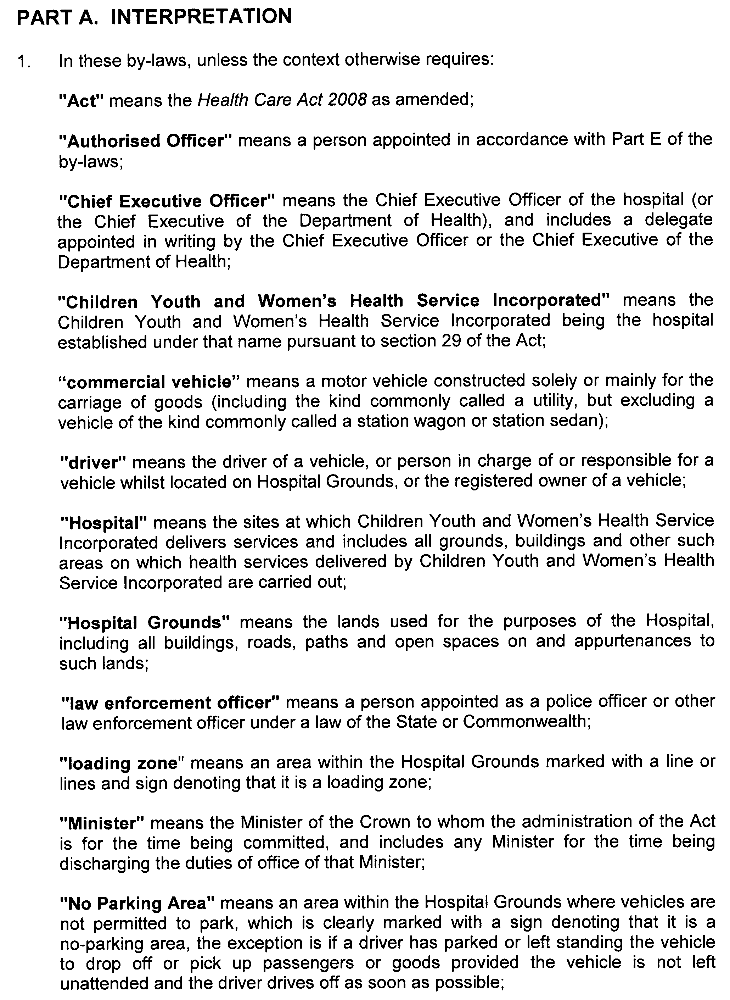 PART A. INTERPRETATION
1. In these by-laws, unless the context otherwise requires:
"Act" means the Health Care Act 2008 as amended;
"Authorised Officer" means a person appointed in accordance with Part E of the
by-laws;
"Chief Executive Officer" means the Chief Executive Officer of the hospital (or
the Chief Executive of the Department of Health), and includes a delegate
appointed in writing by the Chief Executive Officer or the Chief Executive of the
Department of Health;
"Children Youth and Women's Health Service Incorporated" means the
Children Youth and Women's Health Service Incorporated being the hospital
established under that name pursuant to section 29 of the Act;
“commercial vehicle” means a motor vehicle constructed solely or mainly for the
carriage of goods (including the kind commonly called a utility, but excluding a
vehicle of the kind commonly called a station wagon or station sedan);
"driver" means the driver of a vehicle, or person in charge of or responsible for a
vehicle whilst located on Hospital Grounds, or the registered owner of a vehicle;
"Hospital" means the sites at which Children Youth and Women's Health Service
Incorporated delivers services and includes all grounds, buildings and other such
areas on which health services delivered by Children Youth and Women's Health
Service Incorporated are carried out;
"Hospital Grounds" means the lands used for the purposes of the Hospital,
including all buildings, roads, paths and open spaces on and appurtenances to
such lands;
"law enforcement officer" means a person appointed as a police officer or other
law enforcement officer under a law of the State or Commonwealth;
"loading zone" means an area within the Hospital Grounds marked with a line or
lines and sign denoting that it is a loading zone;
"Minister" means the Minister of the Crown to whom the administration of the Act
is for the time being committed, and includes any Minister for the time being
discharging the duties of office of that Minister;
"No Parking Area" means an area within the Hospital Grounds where vehicles are
not permitted to park, which is clearly marked with a sign denoting that it is a
no-parking area, the exception is if a driver has parked or left standing the vehicle
to drop off or pick up passengers or goods provided the vehicle is not left
unattended and the driver drives off as soon as possible;